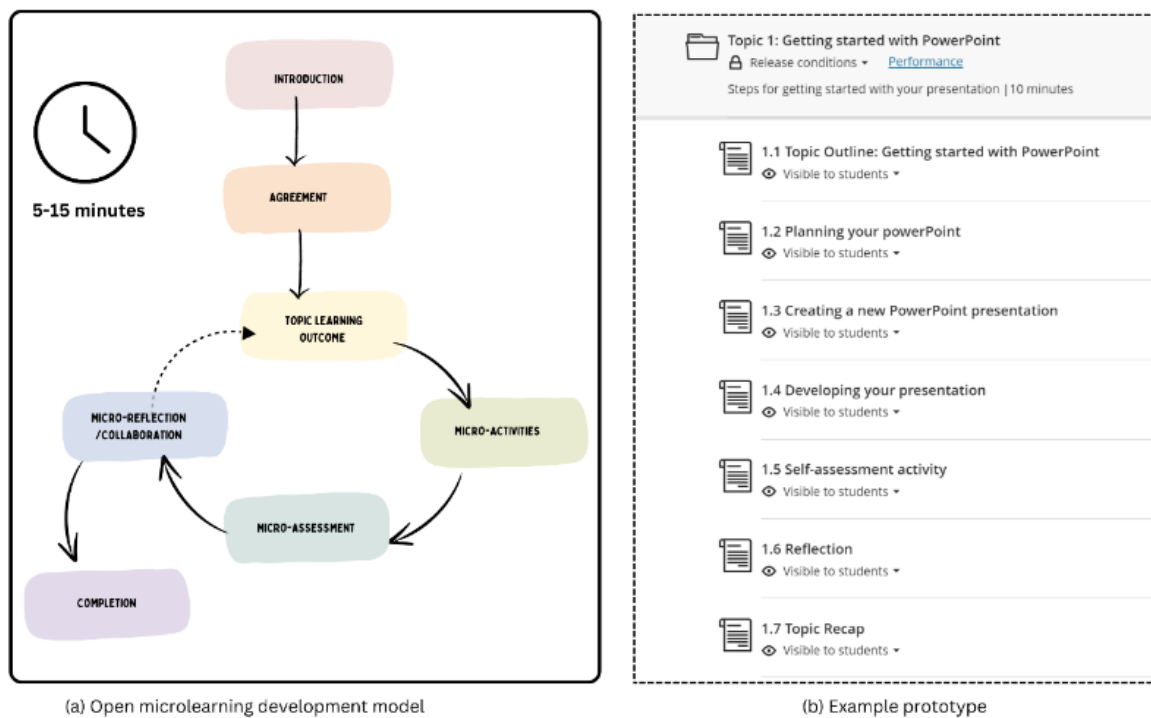 INTRODUCTION
AGREEMENT
5-15 minutes
TOPIC LEARNING
OUTCOME
MICRO-REFLECTION
/COLLABORATION
MICRO-ACTIVITIES
MICRO-ASSESSMENT
COMPLETION
(a) Open microlearning development model
Topic 1: Getting started with PowerPoint
Release conditions Performance
Steps for getting started with your presentation | 10 minutes
1.1 Topic Outline: Getting started with PowerPoint
Visible to students
1.2 Planning your powerPoint
Visible to students
1.3 Creating a new PowerPoint presentation
Visible to students
1.4 Developing your presentation
Visible to students
1.5 Self-assessment activity
Visible to students
1.6 Reflection
Visible to students
1.7 Topic Recap
Visible to students
(b) Example prototype